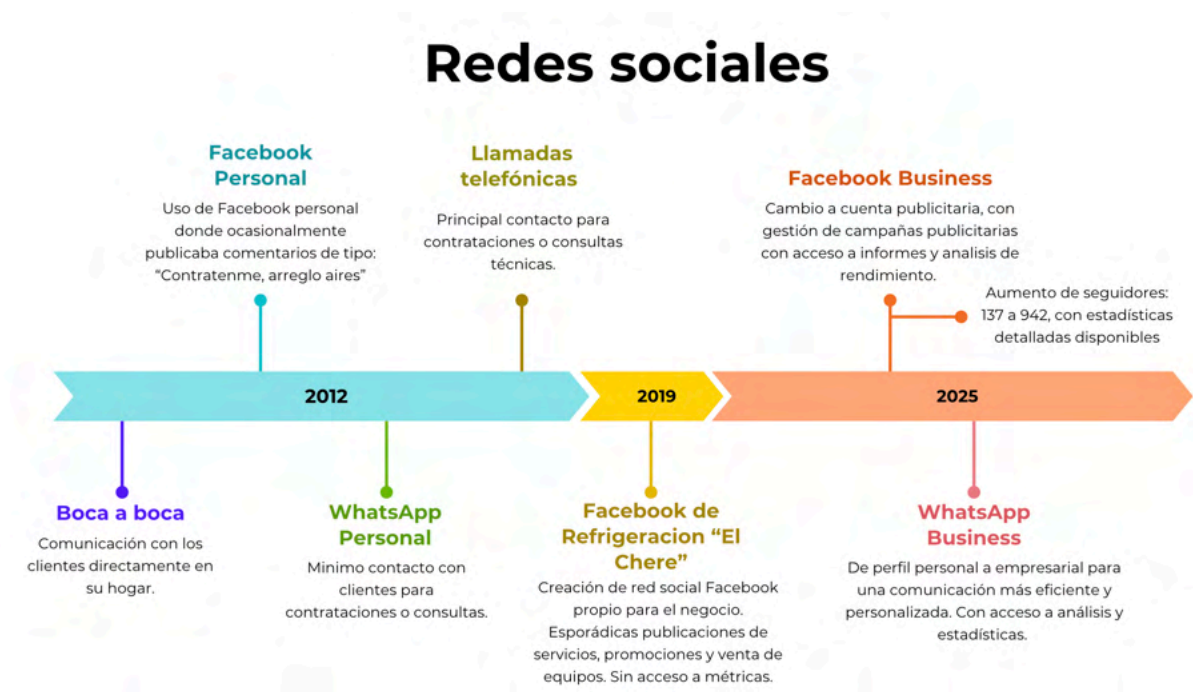 Redes sociales
Facebook
Personal
Uso de Facebook personal
donde ocasionalmente
publicaba comentarios de tipo:
“Contratenme, arreglo aires”
Llamadas
telefónicas
Principal contacto para
contrataciones o consultas
técnicas.
Facebook Business
Cambio a cuenta publicitaria, con
gestión de campañas publicitarias
con acceso a informes y analisis de
rendimiento.
Aumento de seguidores:
137 a 942, con estadísticas
detalladas disponibles
2012
2019
2025
Boca a boca
Comunicación con los
clientes directamente en
su hogar.
WhatsApp
Personal
Minimo contacto con
clientes para
contrataciones o consultas.
Facebook de
Refrigeracion “El
Chere”
Creación de red social Facebook
propio para el negocio.
Esporádicas publicaciones de
servicios, promociones y venta de
equipos. Sin acceso a métricas.
WhatsApp
Business
De perfil personal a empresarial para
una comunicación más eficiente y
personalizada. Con acceso a análisis y
estadísticas.